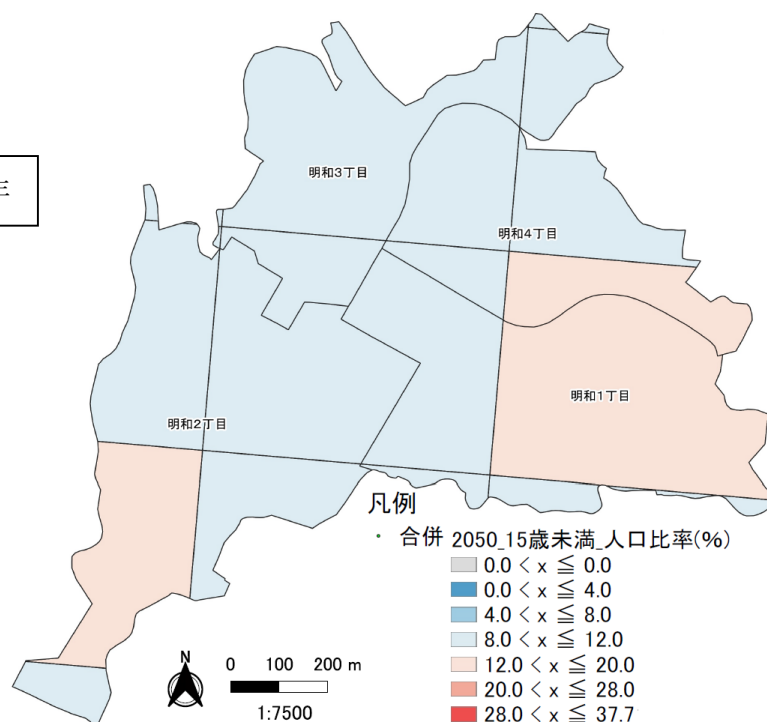 明和3丁目
明和4丁目
明和1丁目
明和2丁目
凡例
合併 2050_15歳未満_人口比率(%)
0.0 < x ≦ 0.0
0.0 < x ≦ 4.0
4.0 < x ≦ 8.0
8.0 < x ≦ 12.0
12.0 < x ≦ 20.0
20.0 < x ≦ 28.0
28.0 < x ≦ 37.7
N
0 100 200 m
1:7500